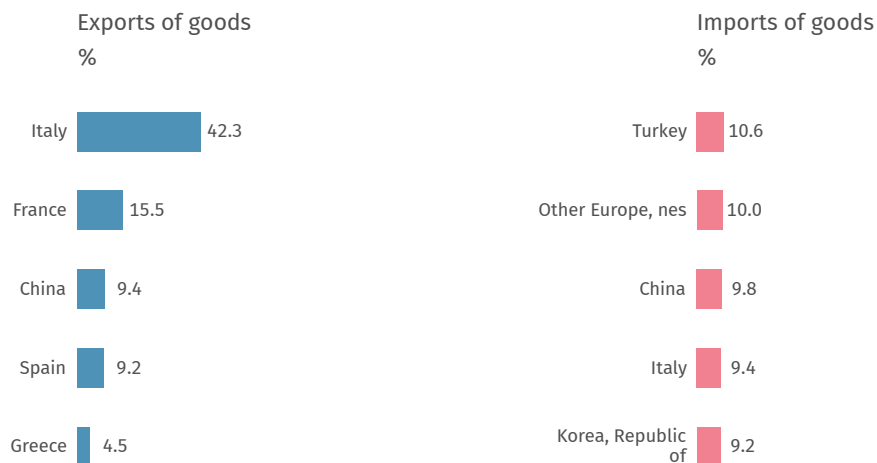 Exports of goods
%
Italy 42.3
France 15.5
China 9.4
Spain 9.2
Greece 4.5
Imports of goods
%
Turkey 10.6
Other Europe, nes 10.0
China 9.8
Italy 9.4
Korea, Republic
of 9.2